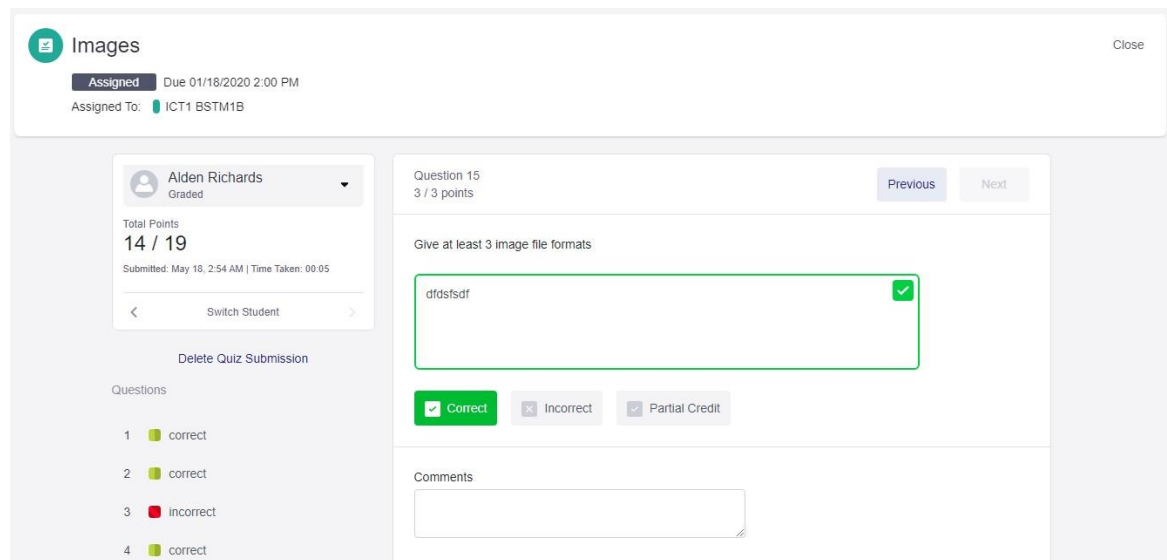 Images
Close
Assigned Due 01/18/2020 2:00 PM
Assigned To: ICT1 BSTM1B
Alden Richards
Graded
Total Points
14 / 19
Submitted: May 18, 2:54 AM | Time Taken: 00:05
Switch Student
Delete Quiz Submission
Questions
1 correct
2 correct
3 incorrect
4 correct
Question 15
3 / 3 points
Previous Next
Give at least 3 image file formats
dfdsfsdf
Correct Incorrect Partial Credit
Comments